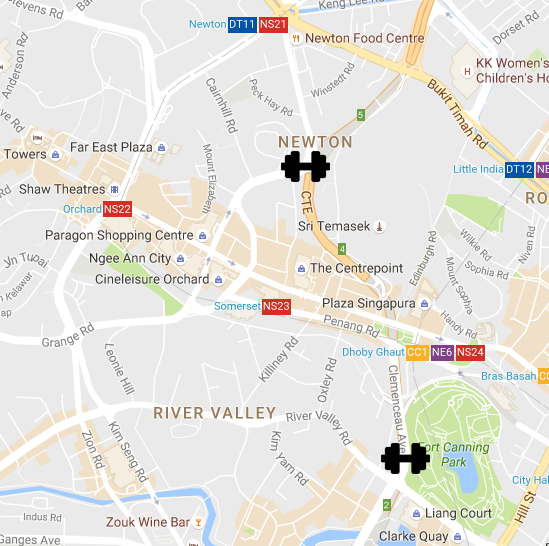 Stevens Rd
Keng Lee Rd
Dorset Rd
Newton DT11 NS21
Newton Food Centre
Anderson Rd
KK Women's
Children's Ho
Winstedt Rd
Cairnhill Rd
Peck Hay Rd
Bukit Timah Rd
5
NEWTON
Far East Plaza
Towers
Mount Elizabeth
Little India DT12 NE
Shaw Theatres
CTE
RO
Orchard NS22
Sri Temasek
Paragon Shopping Centre
4
Edinburgh Rd
Wilkie Rd
Niven Rd
Ngee Ann City
Sophia Rd
The Centrepoint
Mount Sophia
Cineleisure Orchard
Plaza Singapura
Somerset NS23
Handy Rd
Penang Rd
Grange Rd
Dhoby Ghaut CC1 NE6 NS24
Leonie Hill
Killiney Rd
Oxley Rd
Bras Basah
Clemenceau Ave
RIVER VALLEY
River Valley Rd
Kim Seng Rd
Zion Rd
Kim Yam Rd
Fort Canning
Park
City Hal
2
Indus Rd
Zouk Wine Bar
Liang Court
Hill St
Ganges Ave
Clarke Quay